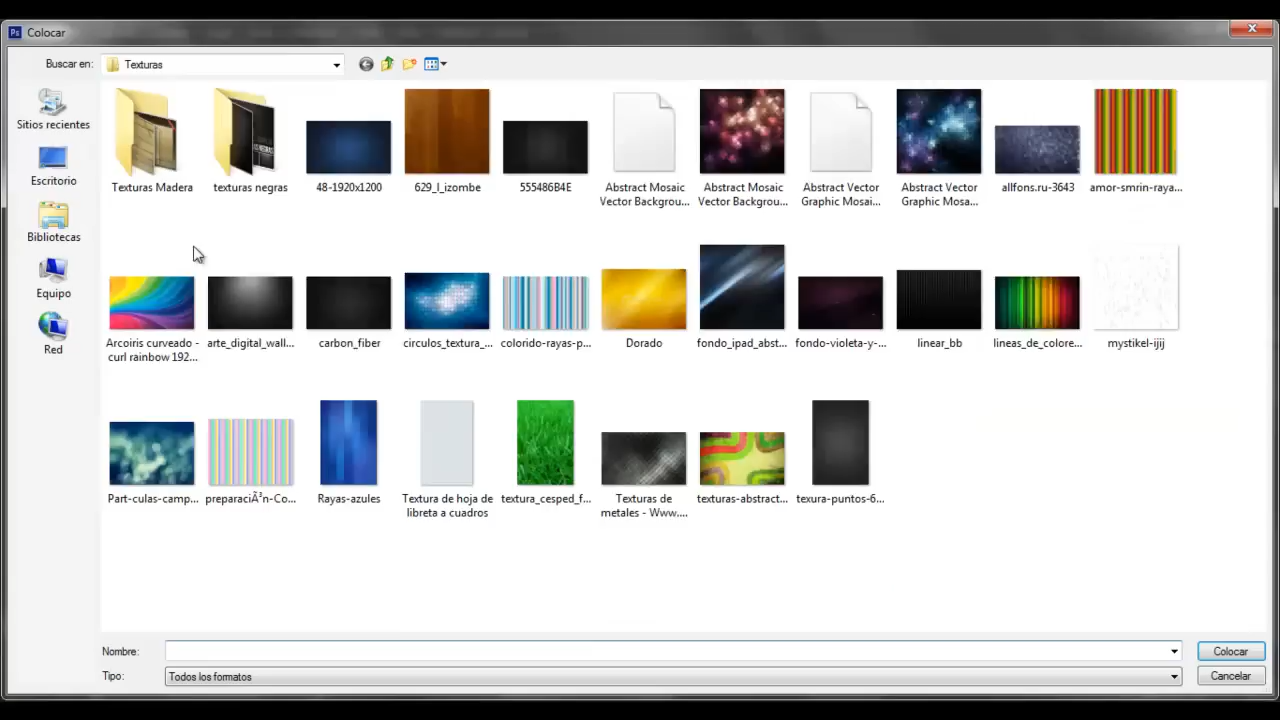 Ps Colocar
Buscar en: Texturas
Sitios recientes
Escritorio
Bibliotecas
Equipo
Red
Texturas Madera
texturas negras
48-1920x1200
629_l_izombe
555486B4E
Abstract Mosaic
Vector Backgrou...
Abstract Mosaic
Vector Backgrou...
Abstract Vector
Graphic Mosai...
Abstract Vector
Graphic Mosa...
allfons.ru-3643
amor-smrin-raya...
Arcoiris curveado -
curl rainbow 192...
arte_digital_wall...
carbon_fiber
circulos_textura_...
colorido-rayas-p...
Dorado
fondo_ipad_abst...
fondo-violeta-y-...
linear_bb
lineas_de_colore...
mystikel-ijij
Part-culas-camp...
preparaciÃ³n-Co...
Rayas-azules
Textura de hoja de
libreta a cuadros
textura_cesped_f...
Texturas de
metales - Www....
texturas-abstract...
texura-puntos-6...
Nombre:
Colocar
Tipo: Todos los formatos
Cancelar